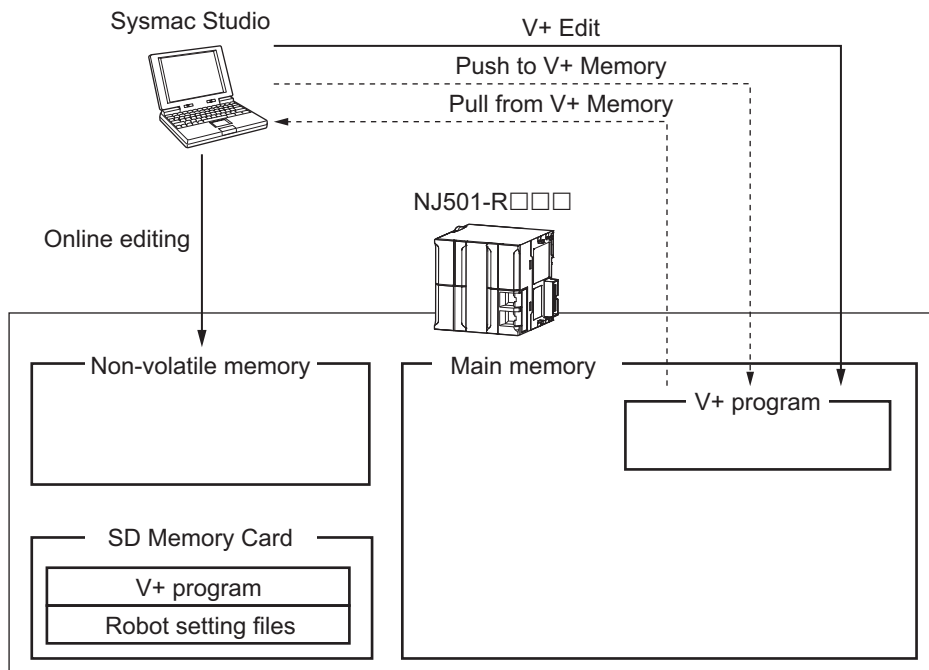 Sysmac Studio
V+ Edit
Push to V+ Memory
Pull from V+ Memory
NJ501-R□□□
Online editing
Non-volatile memory
Main memory
V+ program
SD Memory Card
V+ program
Robot setting files